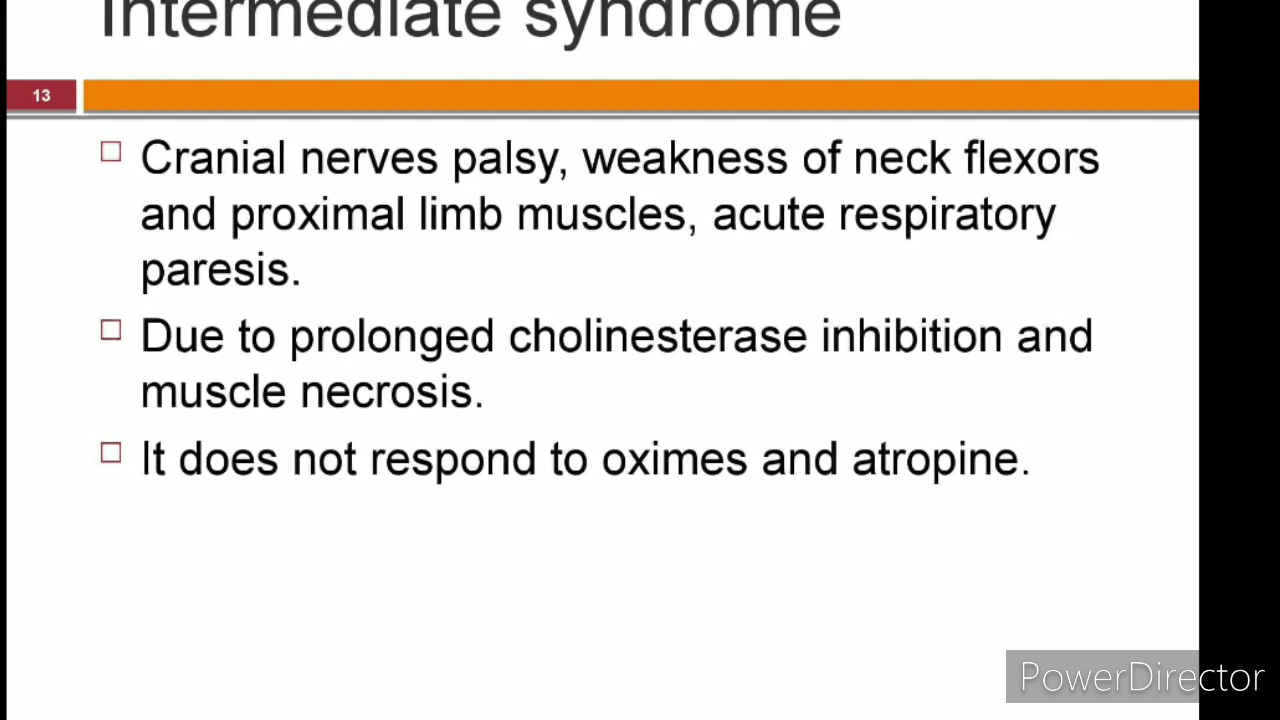 Intermediate syndrome
13
Cranial nerves palsy, weakness of neck flexors
and proximal limb muscles, acute respiratory
paresis.
Due to prolonged cholinesterase inhibition and
muscle necrosis.
It does not respond to oximes and atropine.
PowerDirector